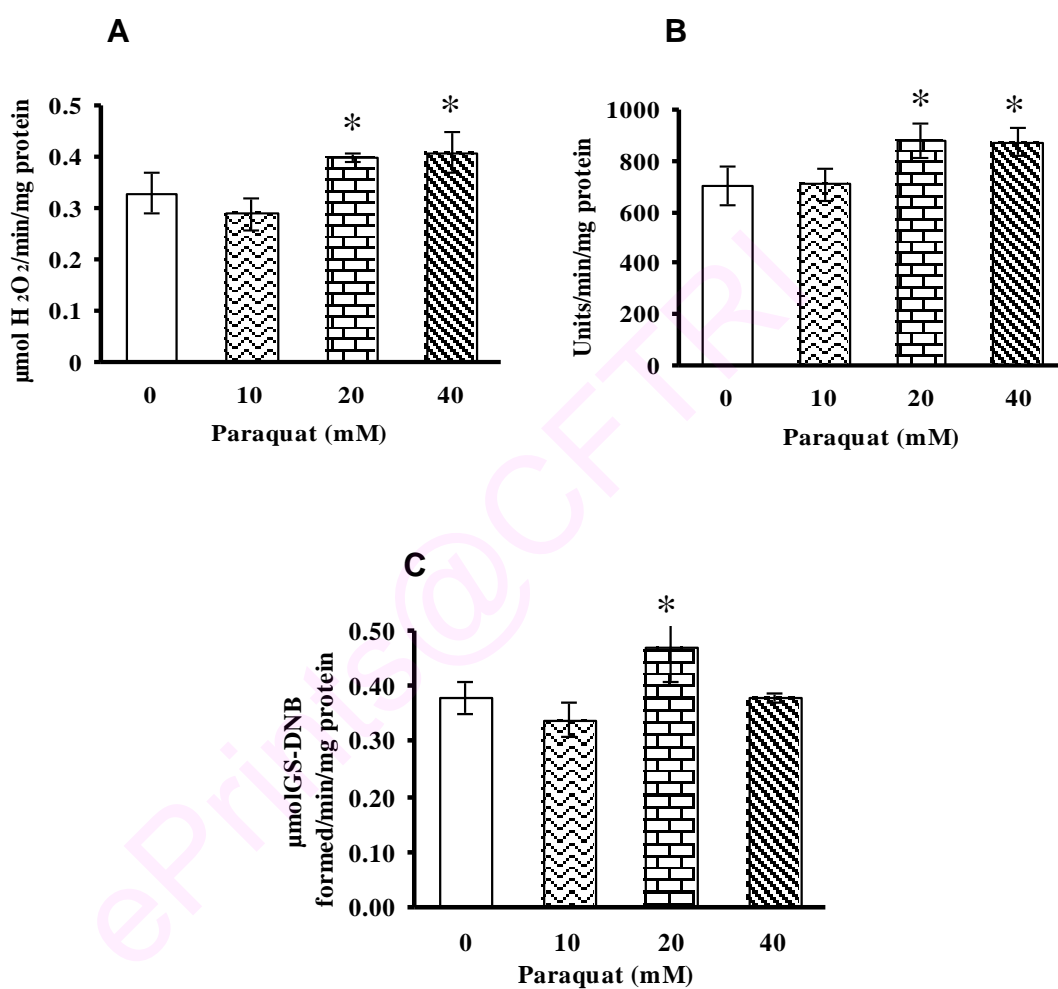 A
µmol H2O2/min/mg protein
0.5
0.4
0.3
0.2
0.1
0
*
*
0 10 20 40
Paraquat (mM)
B
Units/min/mg protein
1000
800
600
400
200
0
*
*
0 10 20 40
Paraquat (mM)
C
µmolGS-DNB
formed/min/mg protein
0.50
0.40
0.30
0.20
0.10
0.00
*
0 10 20 40
Paraquat (mM)
ePrints@CFTRI